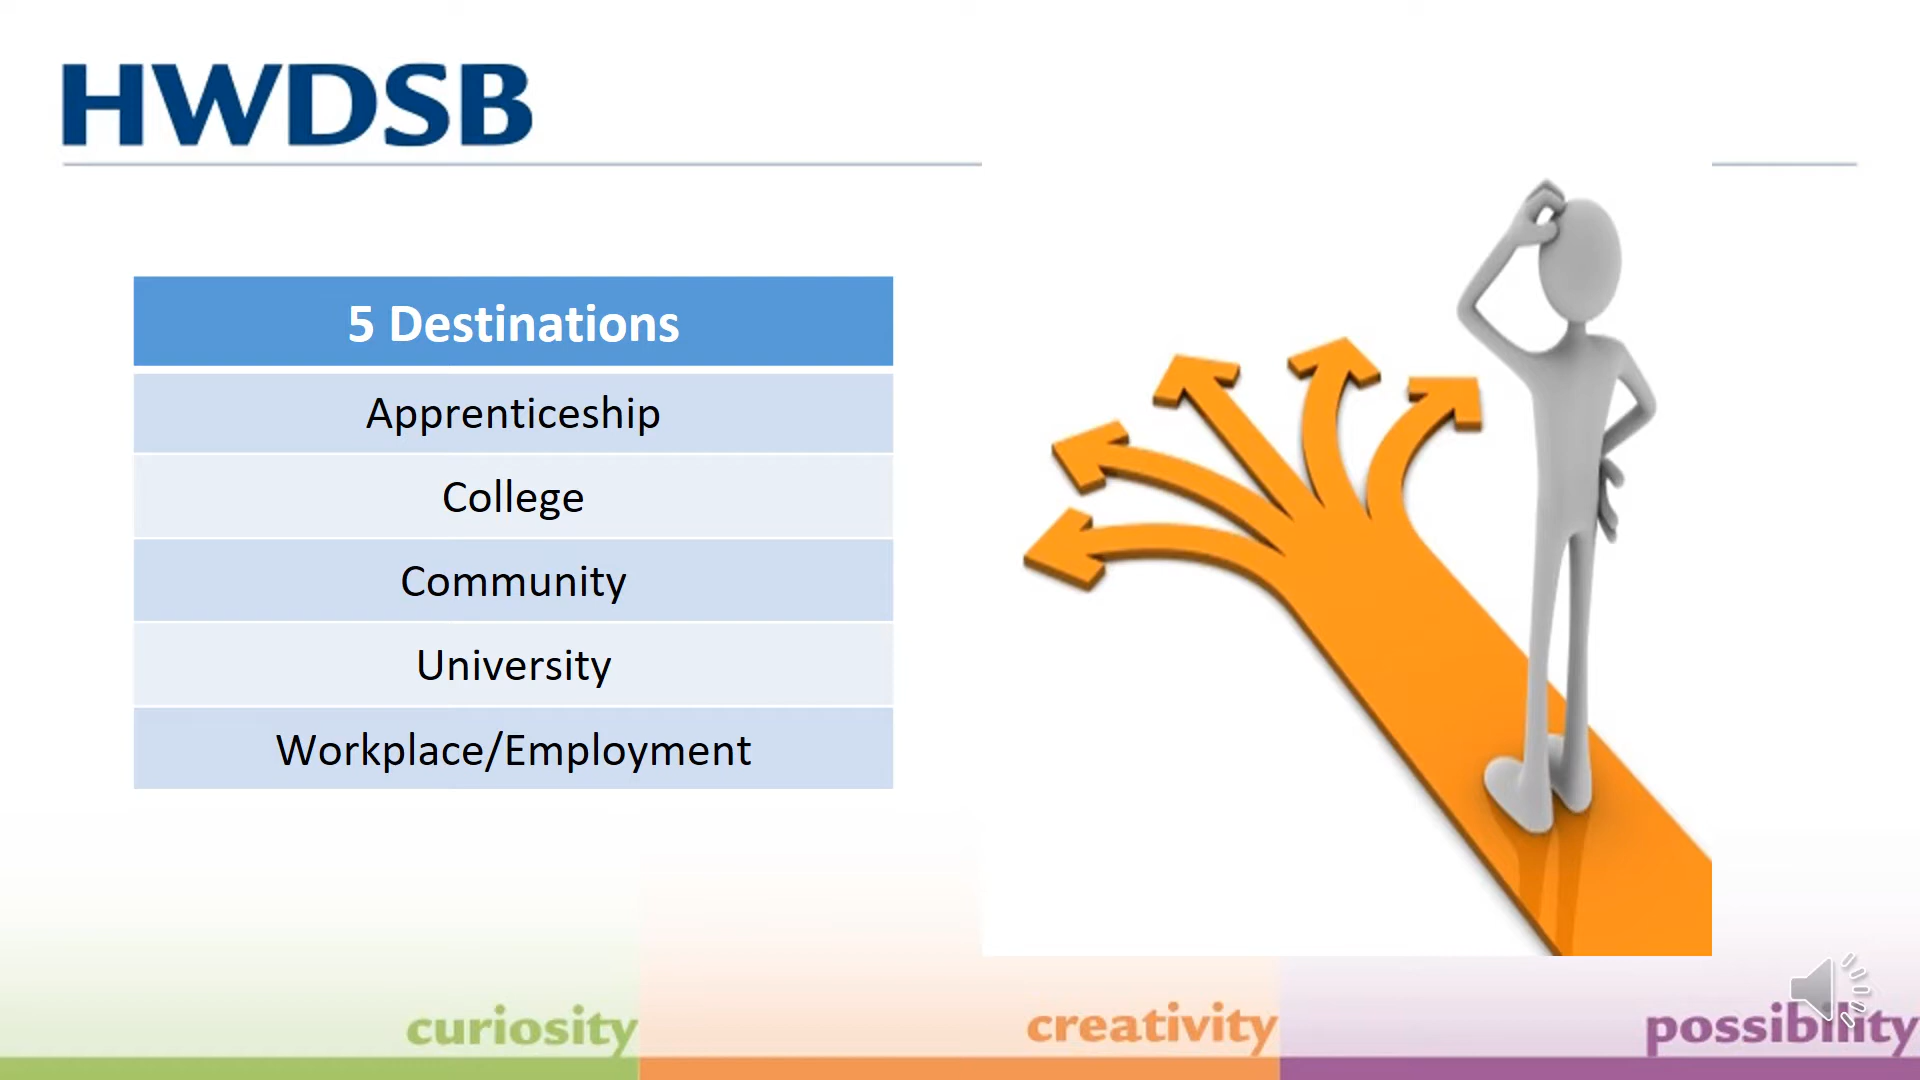 HWDSB
5 Destinations
Apprenticeship
College
Community
University
Workplace/Employment
curiosity
creativity
possibility